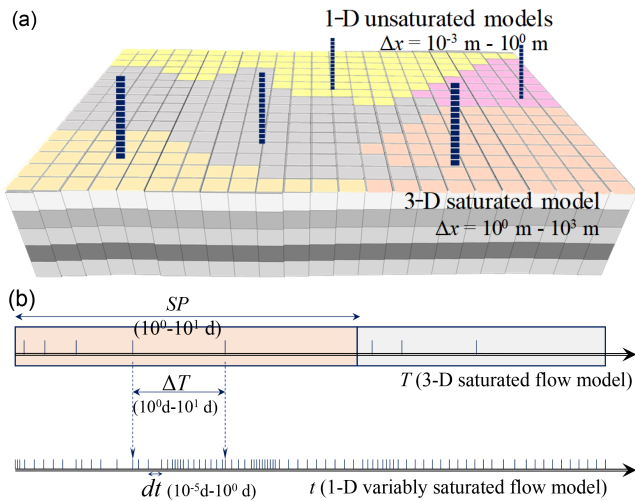 (a)
1-D unsaturated models
Δx = 10⁻³ m - 10⁰ m
3-D saturated model
Δx = 10⁰ m - 10³ m
(b)
SP
(10⁰-10¹ d)
T (3-D saturated flow model)
ΔT
(10⁰d-10¹ d)
dt (10⁻⁵d-10⁰ d)
t (1-D variably saturated flow model)